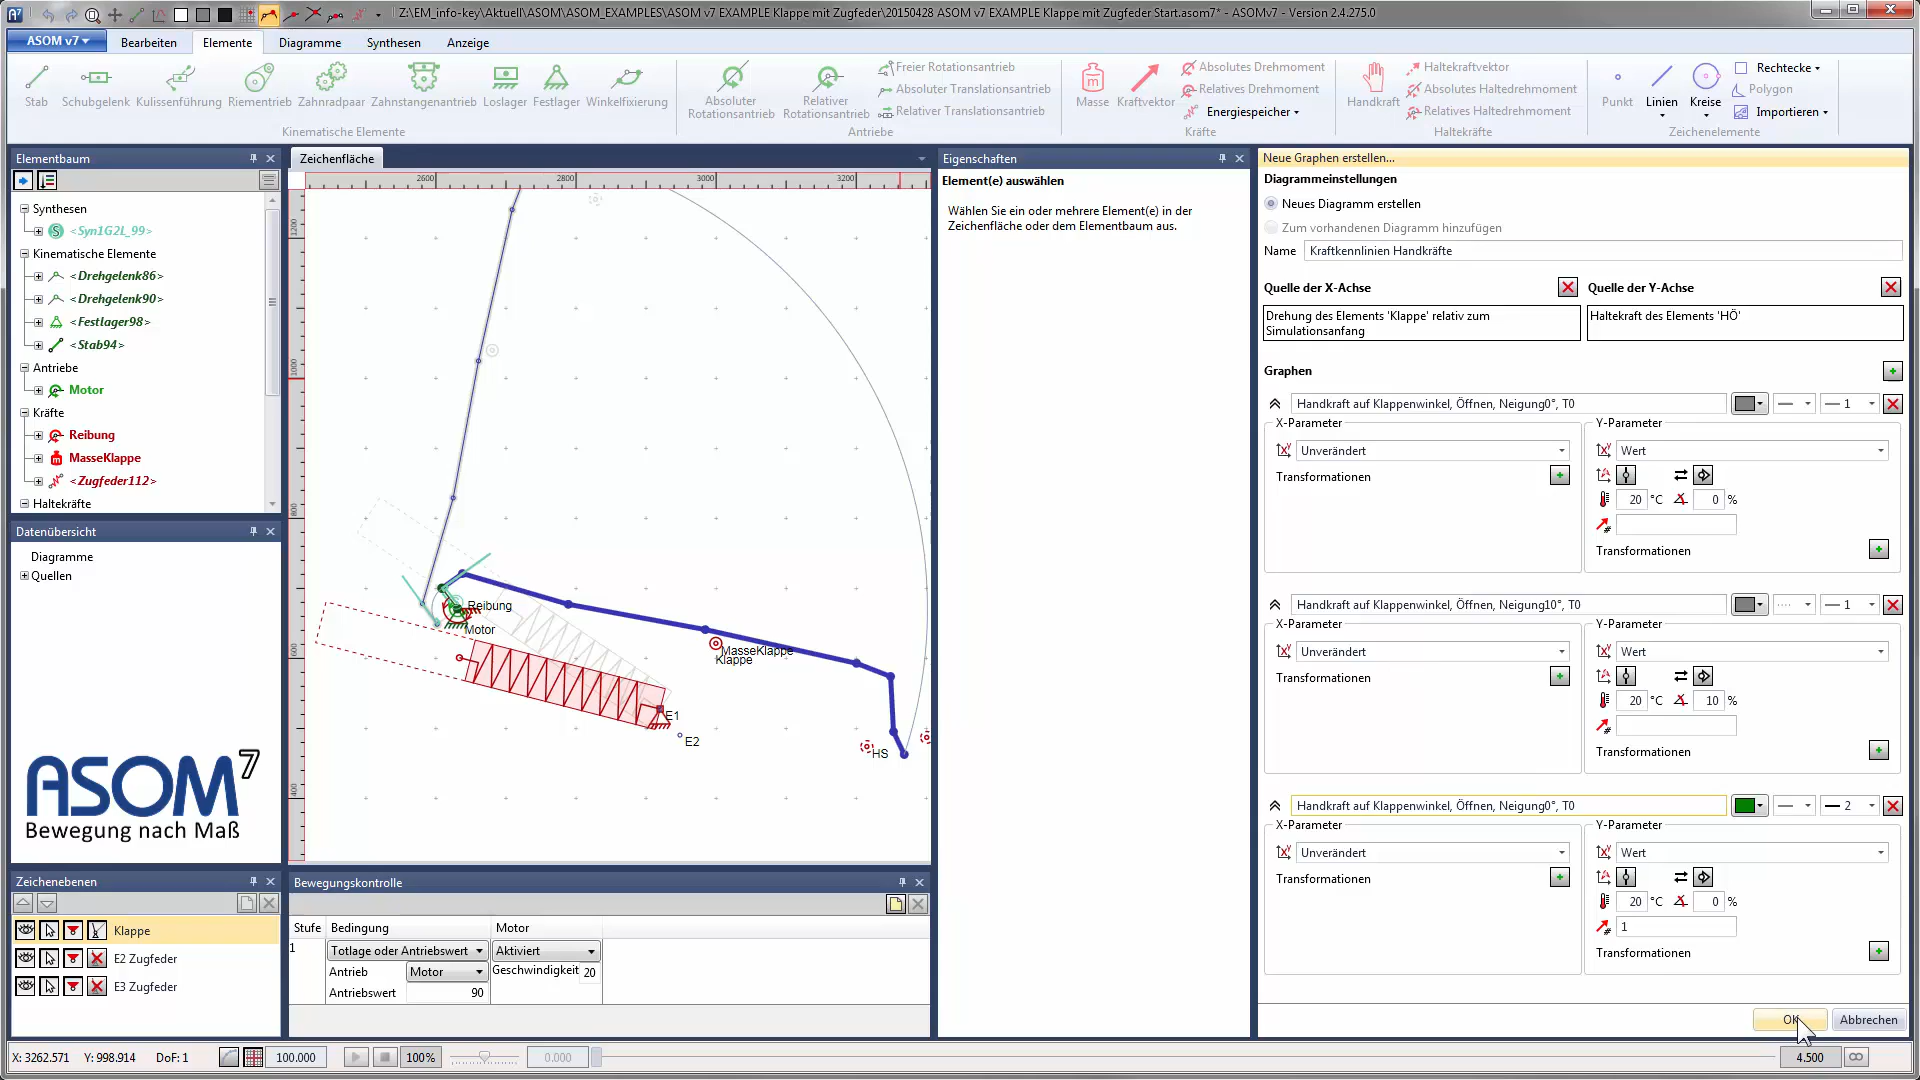 Z:\EM_info-key\Aktuell\ASOM\ASOM_EXAMPLES\ASOM v7 EXAMPLE Klappe mit Zugfeder\20150428 ASOM v7 EXAMPLE Klappe mit Zugfeder Start.asom7* - ASOMv7 - Version 2.4.275.0
ASOM v7
Bearbeiten
Elemente
Diagramme
Synthesen
Anzeige
Stab
Schubgelenk
Kulissenführung
Riementrieb
Zahnradpaar
Zahnstangenantrieb
Loslager
Festlager
Winkelfixierung
Kinematische Elemente
Absoluter
Rotationsantrieb
Relativer
Rotationsantrieb
Freier Rotationsantrieb
Absoluter Translationsantrieb
Relativer Translationsantrieb
Antriebe
Masse
Kraftvektor
Absolutes Drehmoment
Relatives Drehmoment
Energiespeicher
Kräfte
Handkraft
Haltekraftvektor
Absolutes Haltedrehmoment
Relatives Haltedrehmoment
Haltekräfte
Punkt
Linien
Kreise
Rechtecke
Polygon
Importieren
Zeichenelemente
Elementbaum
Synthesen
<Syn1G2L_99>
Kinematische Elemente
<Drehgelenk86>
<Drehgelenk90>
<Festlager98>
<Stab94>
Antriebe
Motor
Kräfte
Reibung
MasseKlappe
<Zugfeder112>
Haltekräfte
Datenübersicht
Diagramme
Quellen
ASOM7
Bewegung nach Maß
Zeichenebenen
Klappe
E2 Zugfeder
E3 Zugfeder
Zeichenfläche
2600
2800
3000
3200
1200
1000
800
600
400
Reibung
Motor
MasseKlappe
Klappe
E1
E2
HS
Bewegungskontrolle
Stufe
Bedingung
Motor
1
Totlage oder Antriebswert
Aktiviert
Antrieb
Motor
Geschwindigkeit
20
Antriebswert
90
Eigenschaften
Element(e) auswählen
Wählen Sie ein oder mehrere Element(e) in der
Zeichenfläche oder dem Elementbaum aus.
Neue Graphen erstellen...
Diagrammeinstellungen
Neues Diagramm erstellen
Zum vorhandenen Diagramm hinzufügen
Name
Kraftkennlinien Handkräfte
Quelle der X-Achse
Quelle der Y-Achse
Drehung des Elements 'Klappe' relativ zum
Simulationsanfang
Haltekraft des Elements 'HÖ'
Graphen
Handkraft auf Klappenwinkel, Öffnen, Neigung0°, T0
1
X-Parameter
Y-Parameter
Unverändert
Wert
Transformationen
20 °C
0 %
Transformationen
Handkraft auf Klappenwinkel, Öffnen, Neigung10°, T0
1
X-Parameter
Y-Parameter
Unverändert
Wert
Transformationen
20 °C
10 %
Transformationen
Handkraft auf Klappenwinkel, Öffnen, Neigung0°, T0
2
X-Parameter
Y-Parameter
Unverändert
Wert
Transformationen
20 °C
0 %
1
Transformationen
OK
Abbrechen
X: 3262.571
Y: 998.914
DoF: 1
100.000
100%
0.000
4.500